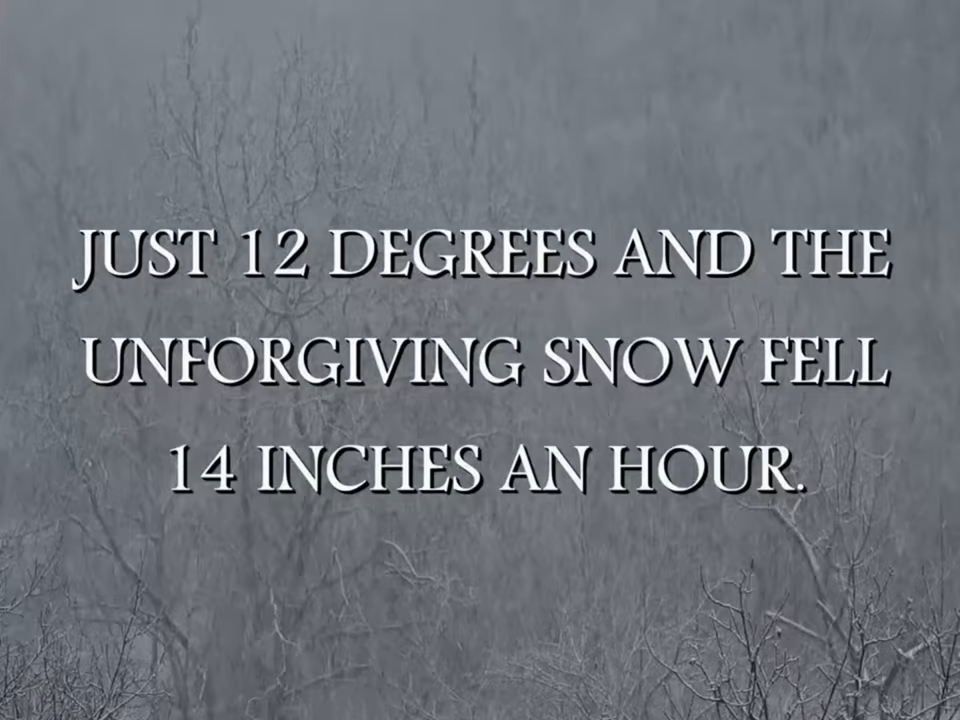 JUST 12 DEGREES AND THE
UNFORGIVING SNOW FELL
14 INCHES AN HOUR.